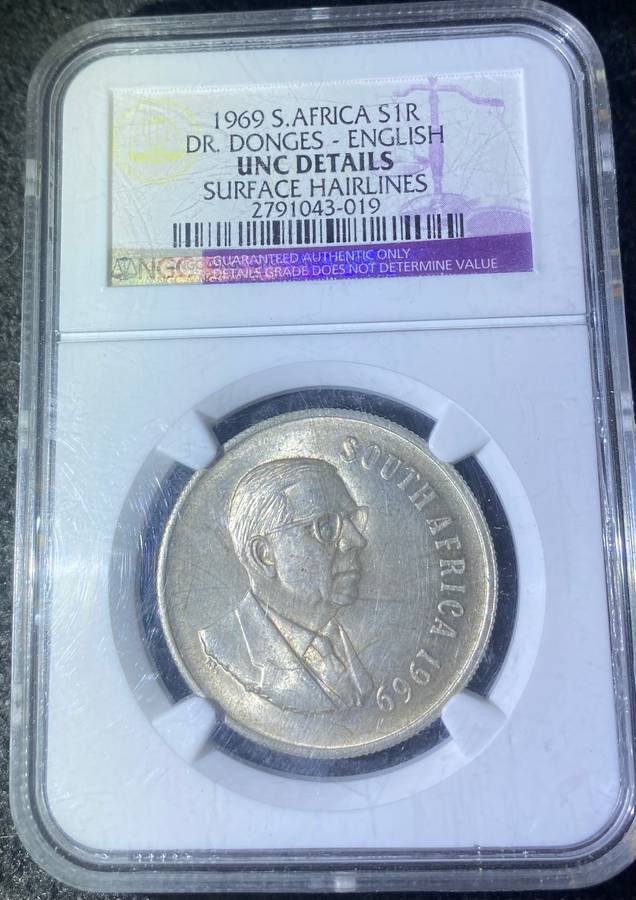 1969 S.AFRICA S1R
DR. DONGES - ENGLISH
UNC DETAILS
SURFACE HAIRLINES
2791043-019
NGC
GUARANTEED AUTHENTIC ONLY
DETAILS GRADE DOES NOT DETERMINE VALUE
SOUTH AFRICA 1969